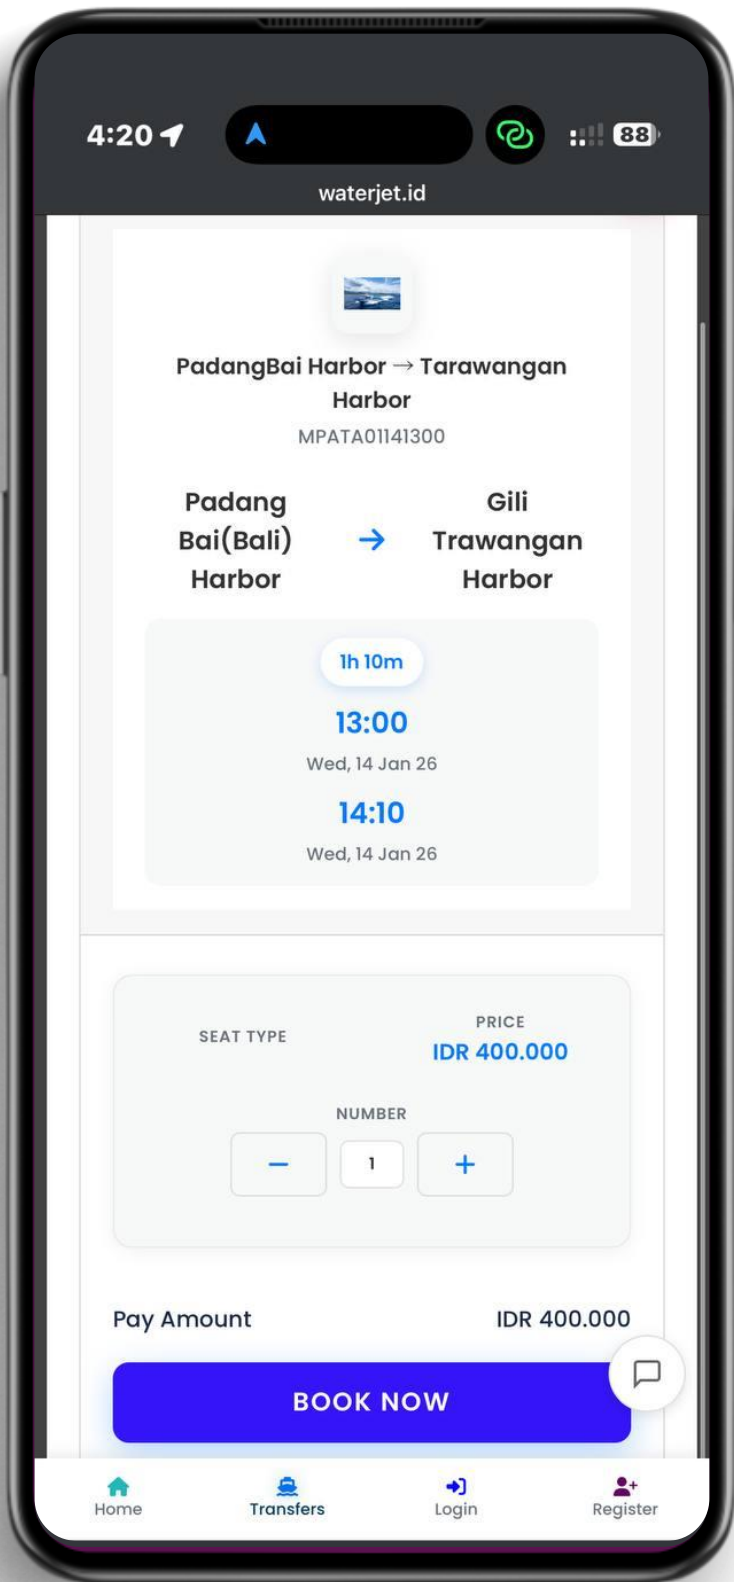 4:20
88
waterjet.id
PadangBai Harbor → Tarawangan
Harbor
MPATA01141300
Padang
Bai(Bali)
Harbor
→
Gili
Trawangan
Harbor
1h 10m
13:00
Wed, 14 Jan 26
14:10
Wed, 14 Jan 26
SEAT TYPE
PRICE
IDR 400.000
NUMBER
− 1 +
Pay Amount IDR 400.000
BOOK NOW
Home Transfers Login Register